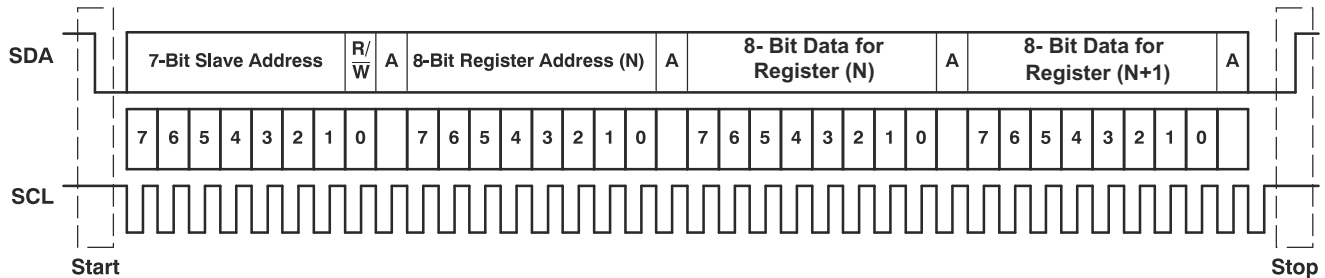 SDA
7-Bit Slave Address
R/
W
A
8-Bit Register Address (N)
A
8- Bit Data for
Register (N)
A
8- Bit Data for
Register (N+1)
A
7 6 5 4 3 2 1 0 7 6 5 4 3 2 1 0 7 6 5 4 3 2 1 0 7 6 5 4 3 2 1 0
SCL
Start
Stop